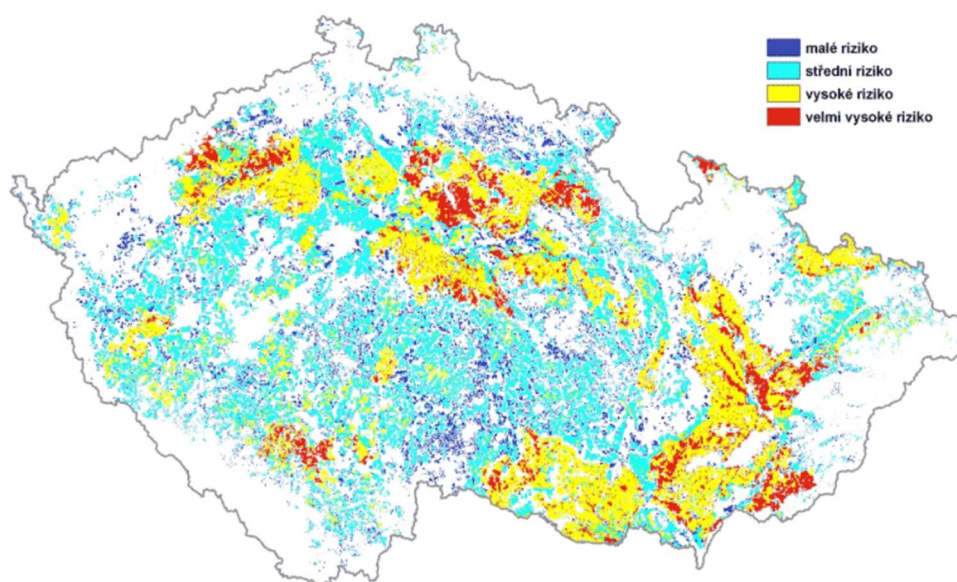 malé riziko
střední riziko
vysoké riziko
velmi vysoké riziko